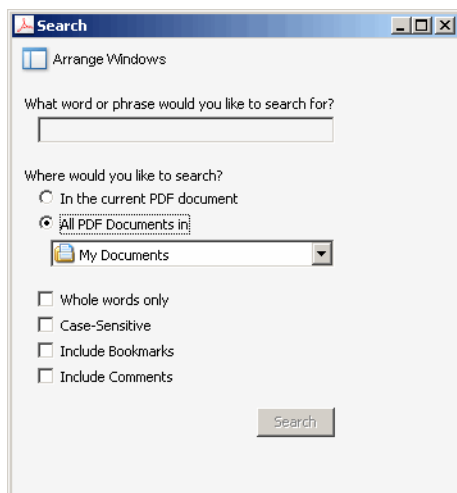 Search
Arrange Windows
What word or phrase would you like to search for?
Where would you like to search?
In the current PDF document
All PDF Documents in
My Documents
Whole words only
Case-Sensitive
Include Bookmarks
Include Comments
Search